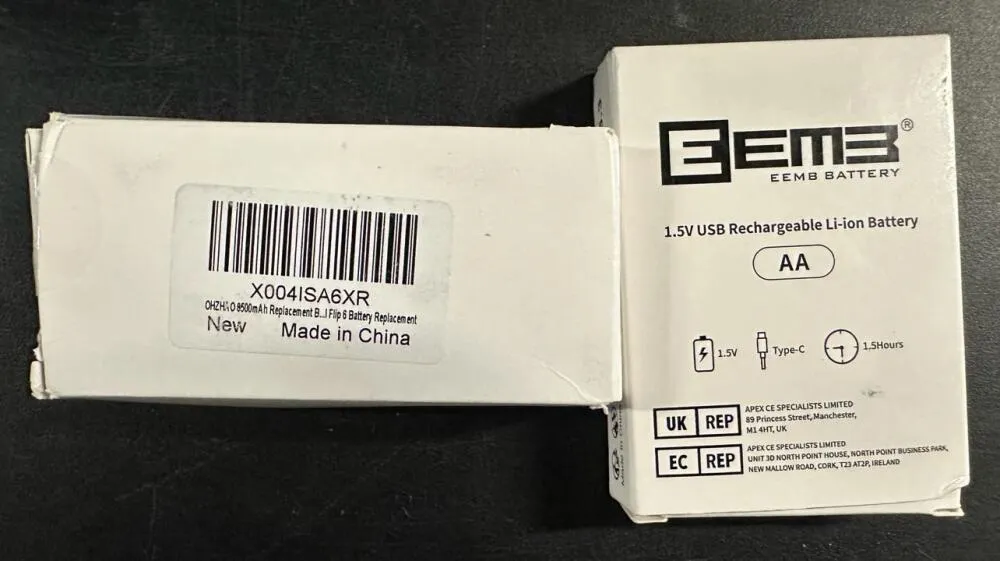 X004ISA6XR
OHZHAO 8500mAh Replacement B...l Flip 6 Battery Replacement
New Made in China
EEMB®
EEMB BATTERY
1.5V USB Rechargeable Li-ion Battery
AA
1.5V
Type-C
1.5Hours
UK REP
APEX CE SPECIALISTS LIMITED
89 Princess Street, Manchester,
M1 4HT, UK
EC REP
APEX CE SPECIALISTS LIMITED
UNIT 3D NORTH POINT HOUSE, NORTH POINT BUSINESS PARK,
NEW MALLOW ROAD, CORK, T23 AT2P, IRELAND